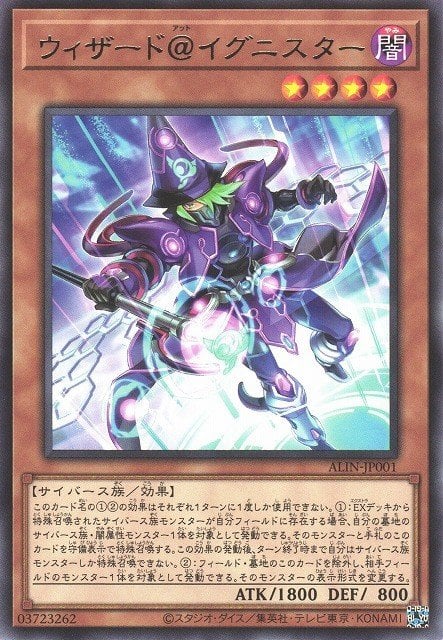 ウィザード@イグニスター
アット
闇
やみ
ALIN-JP001
【サイバース族/効果】
このカード名の①②の効果はそれぞれ1ターンに1度しか使用できない。①:EXデッキから
特殊召喚されたサイバース族モンスターが自分フィールドに存在する場合、自分の墓地の
サイバース族・闇属性モンスター1体を対象として発動できる。そのモンスターと手札のこの
カードを守備表示で特殊召喚する。この効果の発動後、ターン終了時まで自分はサイバース族
モンスターしか特殊召喚できない。②:フィールド・墓地のこのカードを除外し、相手フィー
ルドのモンスター1体を対象として発動できる。そのモンスターの表示形式を変更する。
ATK/1800 DEF/ 800
03723262
©スタジオ・ダイス/集英社・テレビ東京・KONAMI